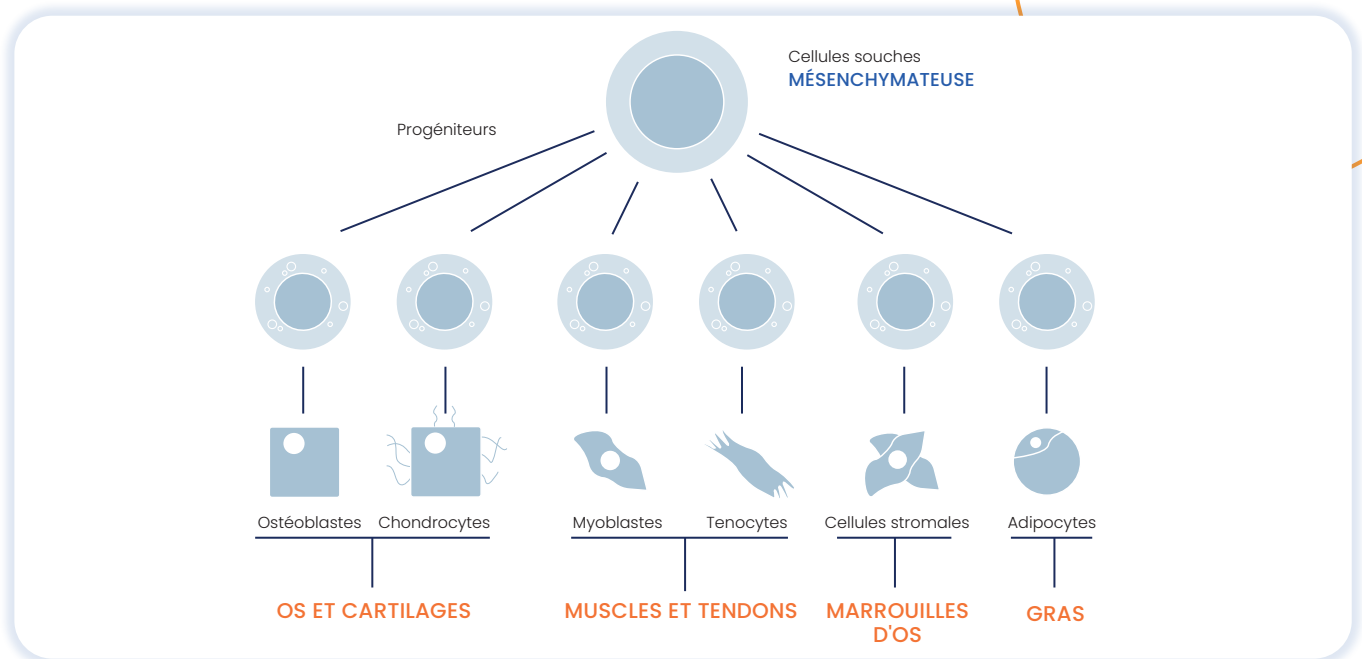 Cellules souches
MÉSENCHYMATEUSE
Progéniteurs
Ostéoblastes
Chondrocytes
Myoblastes
Tenocytes
Cellules stromales
Adipocytes
OS ET CARTILAGES
MUSCLES ET TENDONS
MARROUILLES
D'OS
GRAS